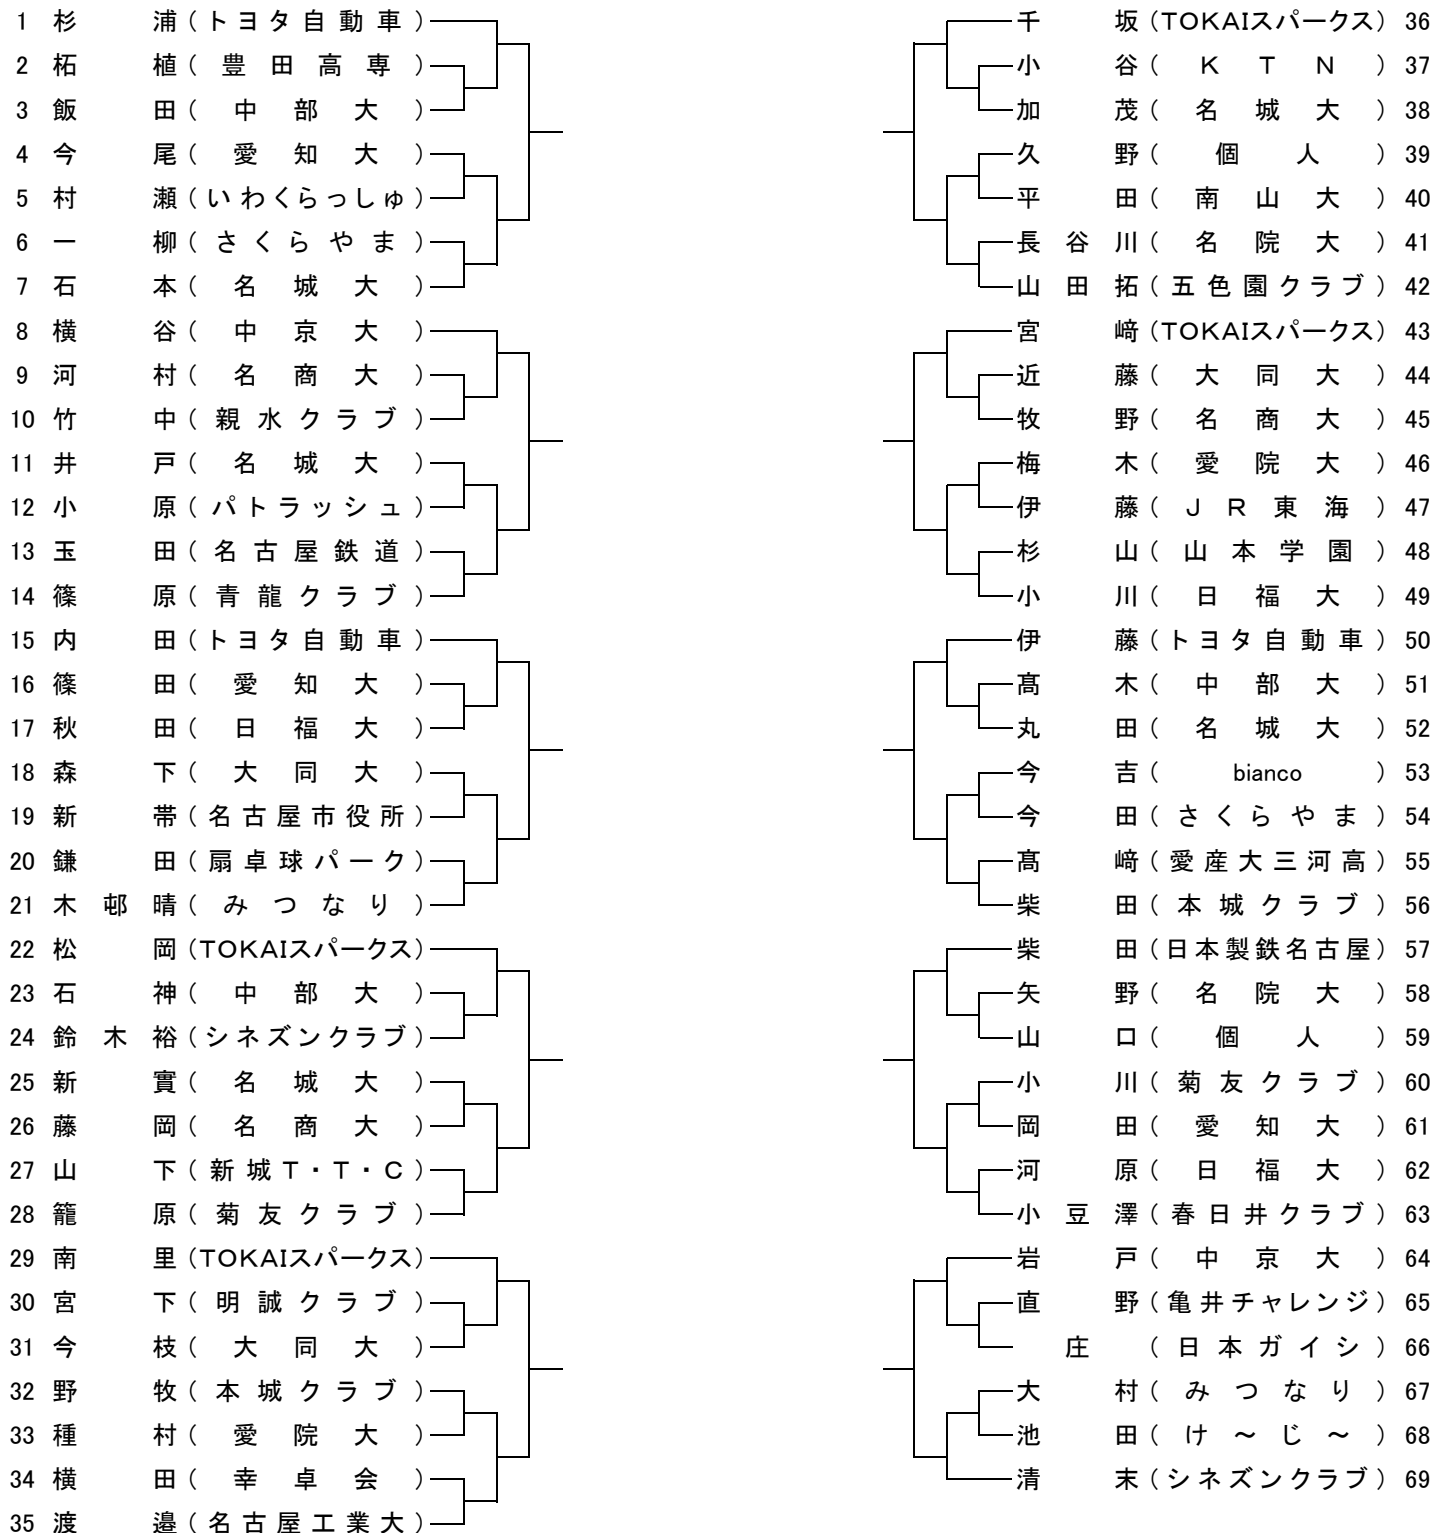 1 杉浦(トヨタ自動車)
2 柘植(豊田高専)
3 飯田(中部大)
4 今尾(愛知大)
5 村瀬(いわくらっしゅ)
6 一柳(さくらやま)
7 石本(名城大)
8 横谷(中京大)
9 河村(名商大)
10 竹中(親水クラブ)
11 井戸(名城大)
12 小原(パトラッシュ)
13 玉田(名古屋鉄道)
14 篠原(青龍クラブ)
15 内田(トヨタ自動車)
16 篠田(愛知大)
17 秋田(日福大)
18 森下(大同大)
19 新帯(名古屋市役所)
20 鎌田(扇卓球パーク)
21 木邨晴(みつなり)
22 松岡(TOKAIスパークス)
23 石神(中部大)
24 鈴木裕(シネズンクラブ)
25 新實(名城大)
26 藤岡(名商大)
27 山下(新城T・T・C)
28 籠原(菊友クラブ)
29 南里(TOKAIスパークス)
30 宮下(明誠クラブ)
31 今枝(大同大)
32 野牧(本城クラブ)
33 種村(愛院大)
34 横田(幸卓会)
35 渡邉(名古屋工業大)
千坂(TOKAIスパークス) 36
小谷(KTN) 37
加茂(名城大) 38
久野(個人) 39
平田(南山大) 40
長谷川(名院大) 41
山田拓(五色園クラブ) 42
宮﨑(TOKAIスパークス) 43
近藤(大同大) 44
牧野(名商大) 45
梅木(愛院大) 46
伊藤(JR東海) 47
杉山(山本学園) 48
小川(日福大) 49
伊藤(トヨタ自動車) 50
髙木(中部大) 51
丸田(名城大) 52
今吉(bianco) 53
今田(さくらやま) 54
髙﨑(愛産大三河高) 55
柴田(本城クラブ) 56
柴田(日本製鉄名古屋) 57
矢野(名院大) 58
山口(個人) 59
小川(菊友クラブ) 60
岡田(愛知大) 61
河原(日福大) 62
小豆澤(春日井クラブ) 63
岩戸(中京大) 64
直野(亀井チャレンジ) 65
庄(日本ガイシ) 66
大村(みつなり) 67
池田(け~じ~) 68
清末(シネズンクラブ) 69